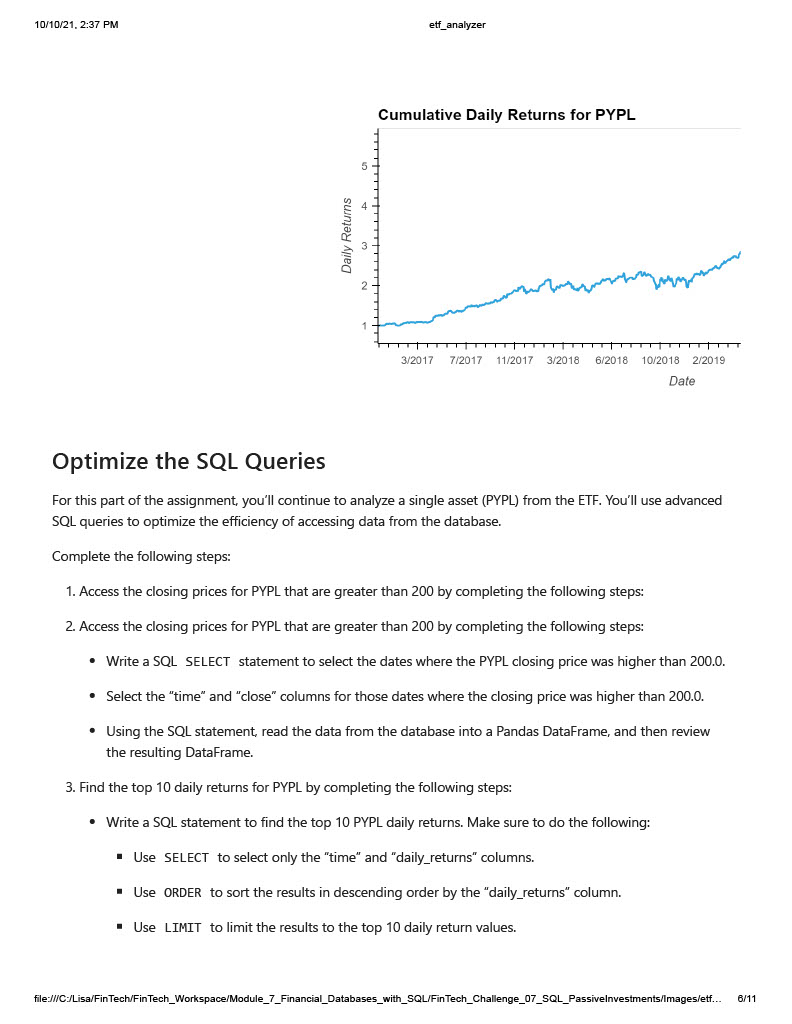 10/10/21, 2:37 PM
etf_analyzer
Cumulative Daily Returns for PYPL
5
4
3
2
1
Daily Returns
3/2017 7/2017 11/2017 3/2018 6/2018 10/2018 2/2019
Date
Optimize the SQL Queries
For this part of the assignment, you’ll continue to analyze a single asset (PYPL) from the ETF. You’ll use advanced
SQL queries to optimize the efficiency of accessing data from the database.
Complete the following steps:
1. Access the closing prices for PYPL that are greater than 200 by completing the following steps:
2. Access the closing prices for PYPL that are greater than 200 by completing the following steps:
• Write a SQL SELECT statement to select the dates where the PYPL closing price was higher than 200.0.
• Select the “time” and “close” columns for those dates where the closing price was higher than 200.0.
• Using the SQL statement, read the data from the database into a Pandas DataFrame, and then review
the resulting DataFrame.
3. Find the top 10 daily returns for PYPL by completing the following steps:
• Write a SQL statement to find the top 10 PYPL daily returns. Make sure to do the following:
▪ Use SELECT to select only the “time” and “daily_returns” columns.
▪ Use ORDER to sort the results in descending order by the “daily_returns” column.
▪ Use LIMIT to limit the results to the top 10 daily return values.
file:///C:/Lisa/FinTech/FinTech_Workspace/Module_7_Financial_Databases_with_SQL/FinTech_Challenge_07_SQL_PassiveInvestments/Images/etf… 6/11